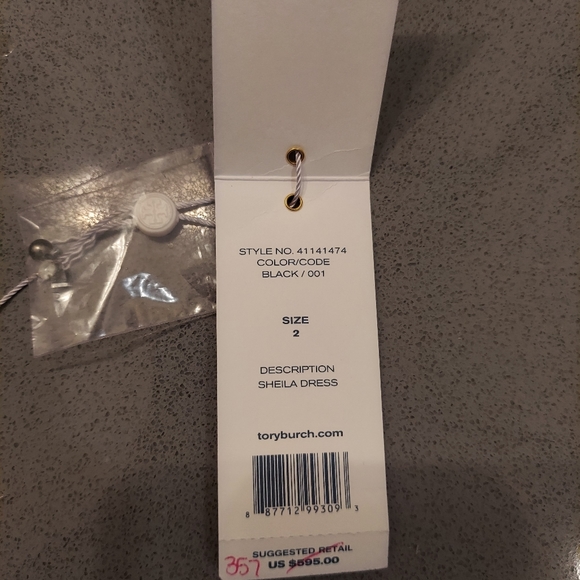 STYLE NO. 41141474
COLOR/CODE
BLACK / 001
SIZE
2
DESCRIPTION
SHEILA DRESS
toryburch.com
8 87712 99309 3
SUGGESTED RETAIL
357 US $595.00